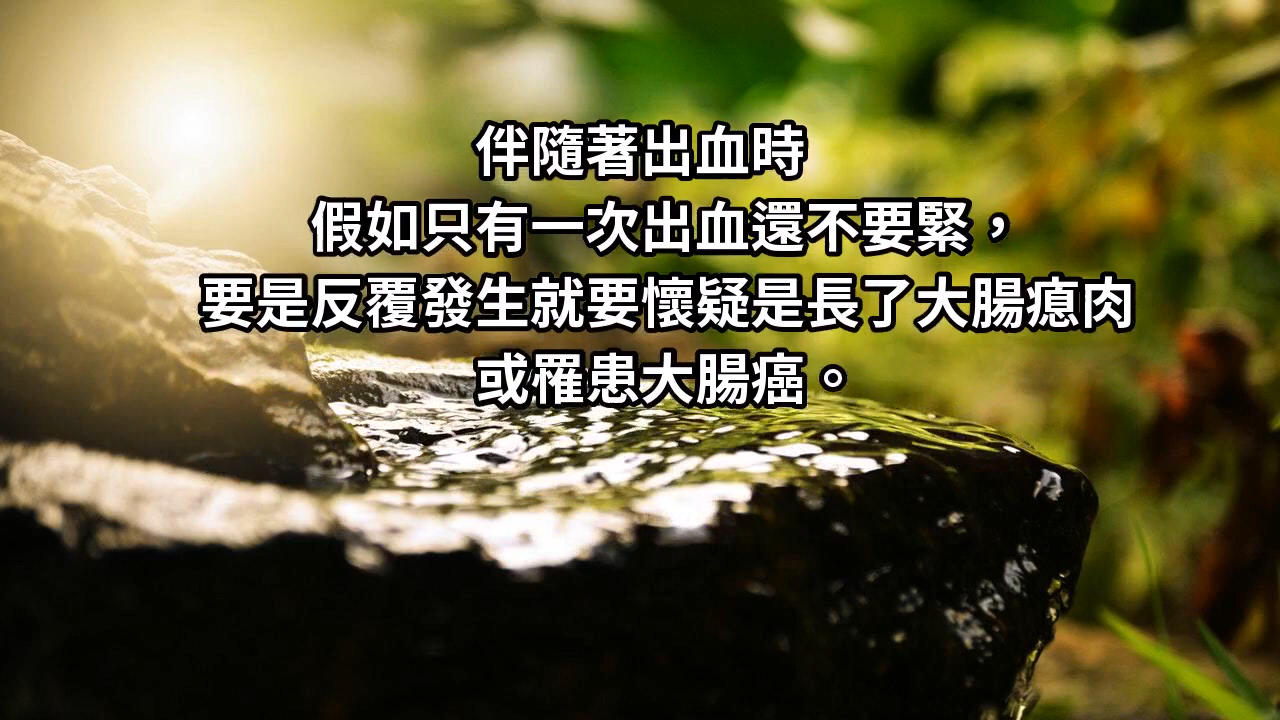 伴隨著出血時
假如只有一次出血還不要緊，
要是反覆發生就要懷疑是長了大腸瘜肉
或罹患大腸癌。